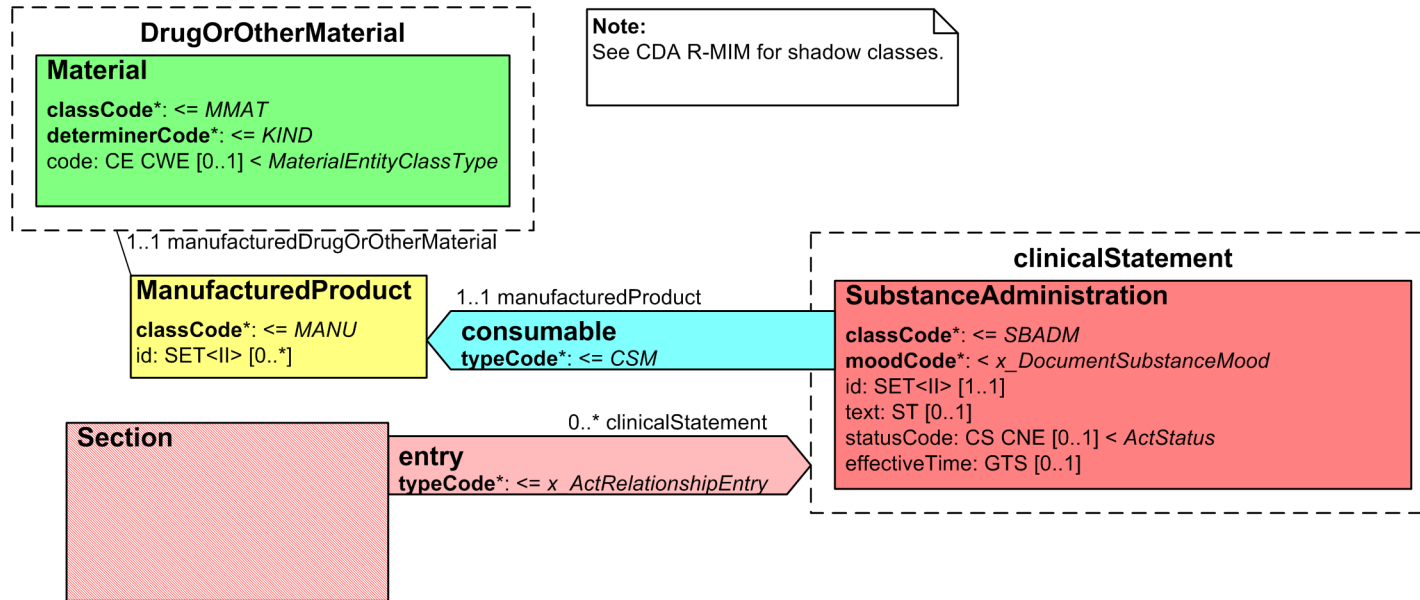 DrugOrOtherMaterial
Material
classCode*: <= MMAT
determinerCode*: <= KIND
code: CE CWE [0..1] < MaterialEntityClassType
Note:
See CDA R-MIM for shadow classes.
1..1 manufacturedDrugOrOtherMaterial
ManufacturedProduct
classCode*: <= MANU
id: SET<II> [0..*]
1..1 manufacturedProduct
consumable
typeCode*: <= CSM
clinicalStatement
SubstanceAdministration
classCode*: <= SBADM
moodCode*: < x_DocumentSubstanceMood
id: SET<II> [1..1]
text: ST [0..1]
statusCode: CS CNE [0..1] < ActStatus
effectiveTime: GTS [0..1]
Section
0..* clinicalStatement
entry
typeCode*: <= x_ActRelationshipEntry